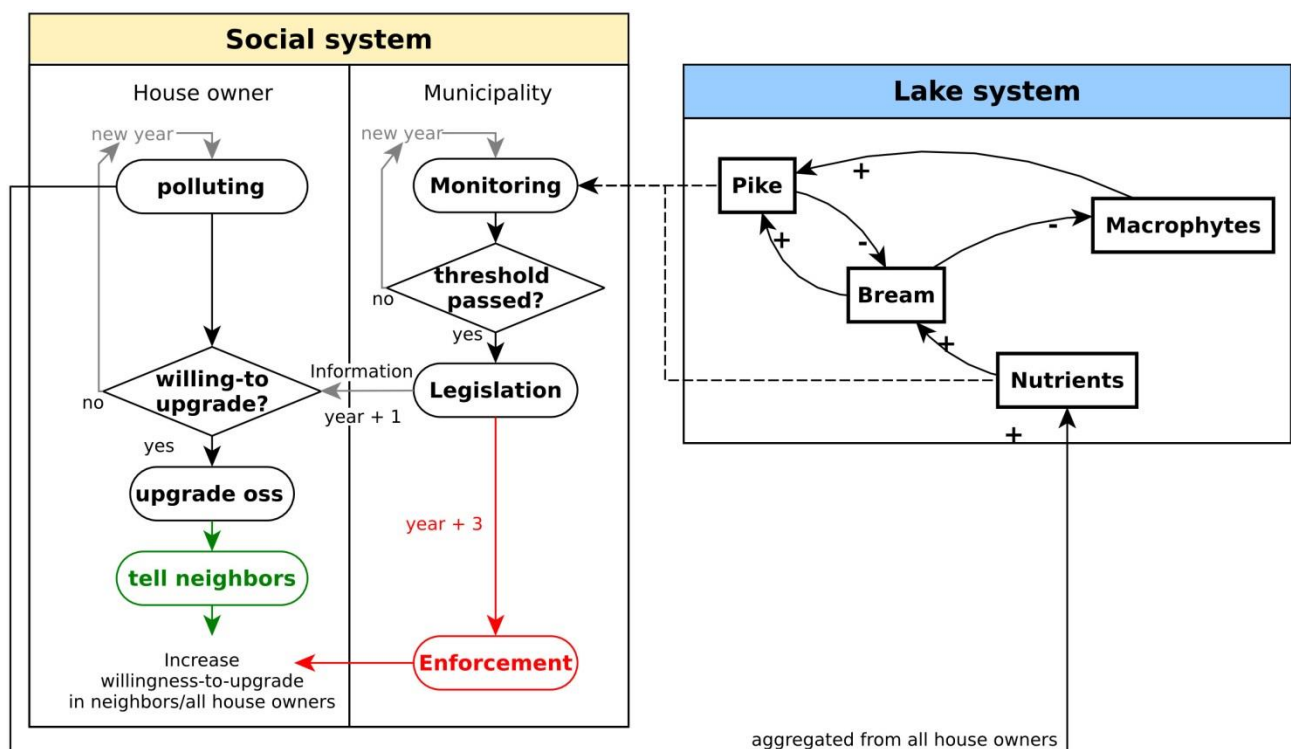 Social system
House owner
Municipality
new year
polluting
willing-to
upgrade?
no
yes
upgrade oss
tell neighbors
Increase
willingness-to-upgrade
in neighbors/all house owners
new year
Monitoring
threshold
passed?
no
yes
Information
year + 1
Legislation
year + 3
Enforcement
Lake system
Pike
+
Macrophytes
-
+
-
Bream
+
Nutrients
+
aggregated from all house owners